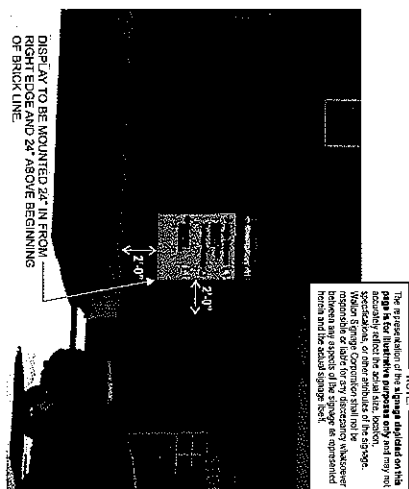 NOTE:
The representation of the signage depicted on this
page is for illustrative purposes only and may not
accurately reflect the actual size, location,
specifications, or other attributes of the signage.
Walton Signage Corporation shall not be
responsible or liable for any discrepancy whatsoever
between any aspects of the signage as represented
herein and the actual signage itself.
2'-0"
2'-0"
DISPLAY TO BE MOUNTED 24" IN FROM
RIGHT EDGE AND 24" ABOVE BEGINNING
OF BRICK LINE.